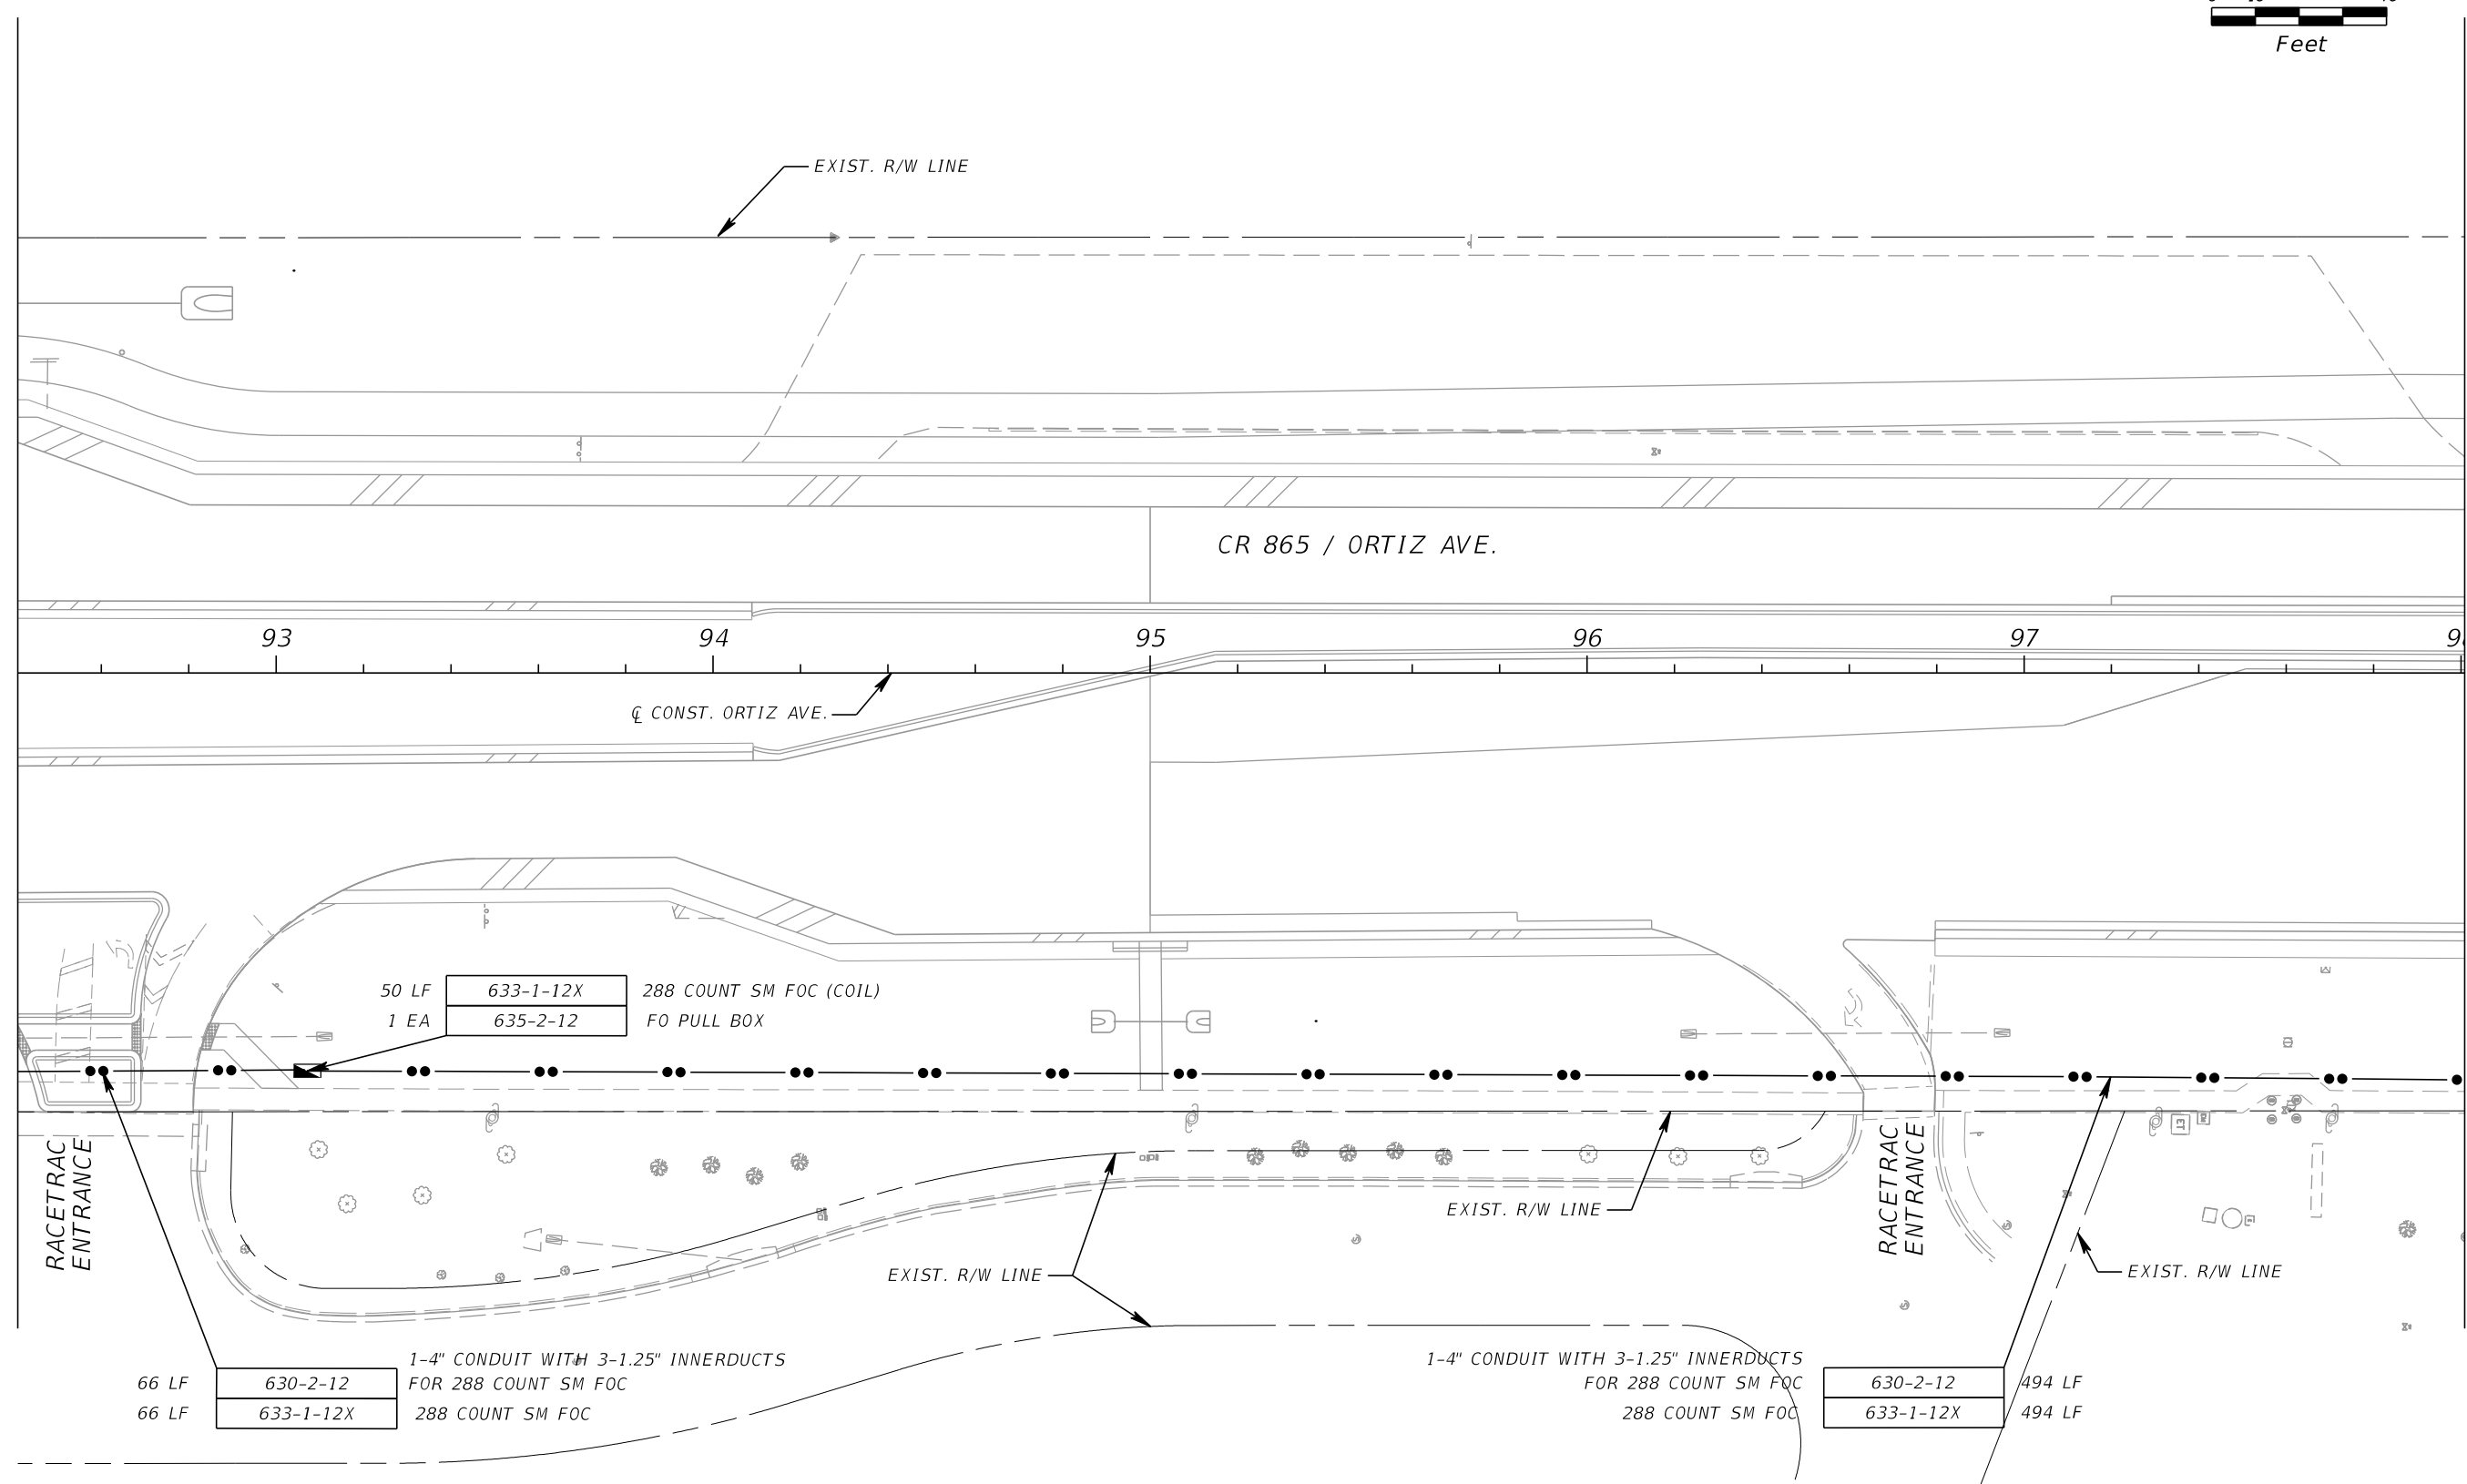 Feet
EXIST. R/W LINE
CR 865 / ORTIZ AVE.
93 94 95 96 97
℄ CONST. ORTIZ AVE.
50 LF 633-1-12X 288 COUNT SM FOC (COIL)
1 EA 635-2-12 FO PULL BOX
RACETRAC
ENTRANCE
RACETRAC
ENTRANCE
EXIST. R/W LINE
EXIST. R/W LINE
EXIST. R/W LINE
1-4" CONDUIT WITH 3-1.25" INNERDUCTS
66 LF 630-2-12 FOR 288 COUNT SM FOC
66 LF 633-1-12X 288 COUNT SM FOC
1-4" CONDUIT WITH 3-1.25" INNERDUCTS
FOR 288 COUNT SM FOC 630-2-12 494 LF
288 COUNT SM FOC 633-1-12X 494 LF